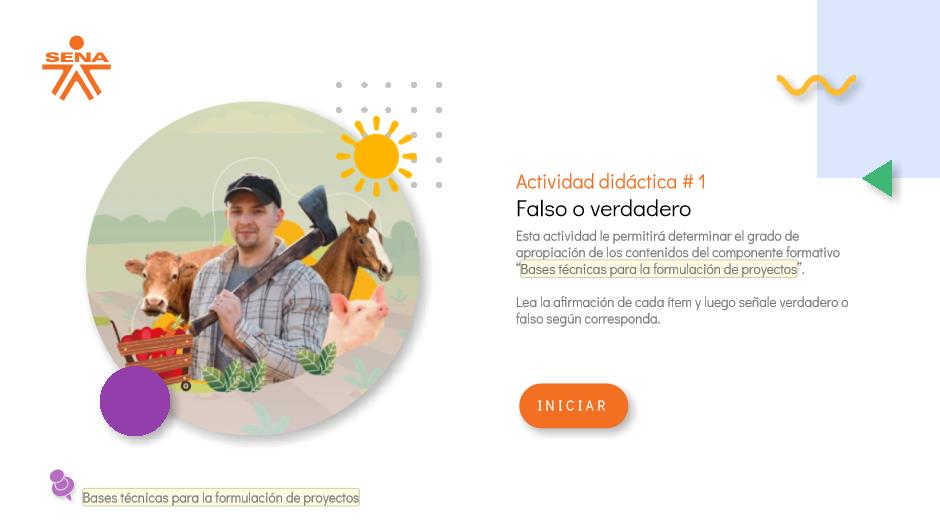 SENA
Actividad didáctica # 1
Falso o verdadero
Esta actividad le permitirá determinar el grado de
apropiación de los contenidos del componente formativo
"Bases técnicas para la formulación de proyectos".
Lea la afirmación de cada ítem y luego señale verdadero o
falso según corresponda.
INICIAR
Bases técnicas para la formulación de proyectos